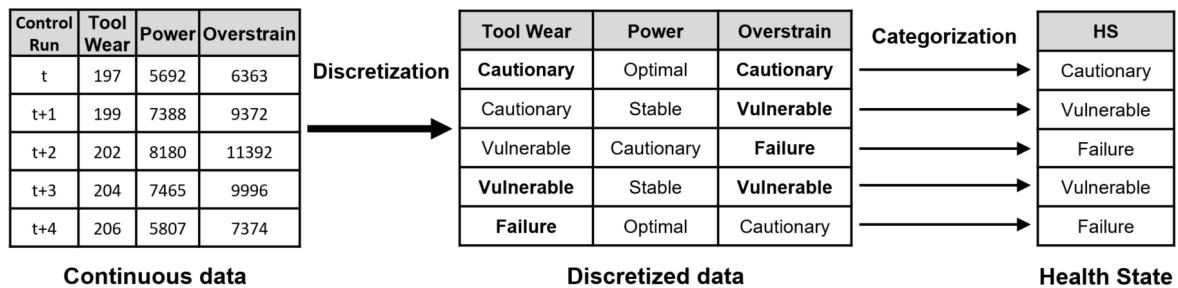 Control Run Tool Wear Power Overstrain
t 197 5692 6363
t+1 199 7388 9372
t+2 202 8180 11392
t+3 204 7465 9996
t+4 206 5807 7374
Continuous data
Discretization
Tool Wear Power Overstrain
Cautionary Optimal Cautionary
Cautionary Stable Vulnerable
Vulnerable Cautionary Failure
Vulnerable Stable Vulnerable
Failure Optimal Cautionary
Discretized data
Categorization
HS
Cautionary
Vulnerable
Failure
Vulnerable
Failure
Health State